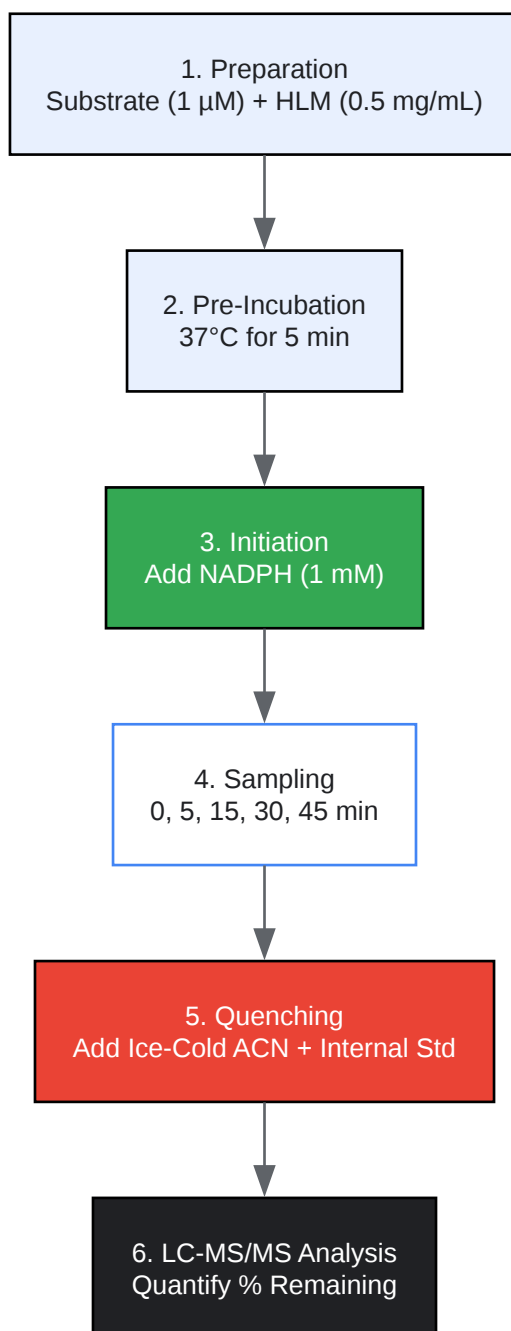 1. Preparation
Substrate (1 µM) + HLM (0.5 mg/mL)
2. Pre-Incubation
37°C for 5 min
3. Initiation
Add NADPH (1 mM)
4. Sampling
0, 5, 15, 30, 45 min
5. Quenching
Add Ice-Cold ACN + Internal Std
6. LC-MS/MS Analysis
Quantify % Remaining